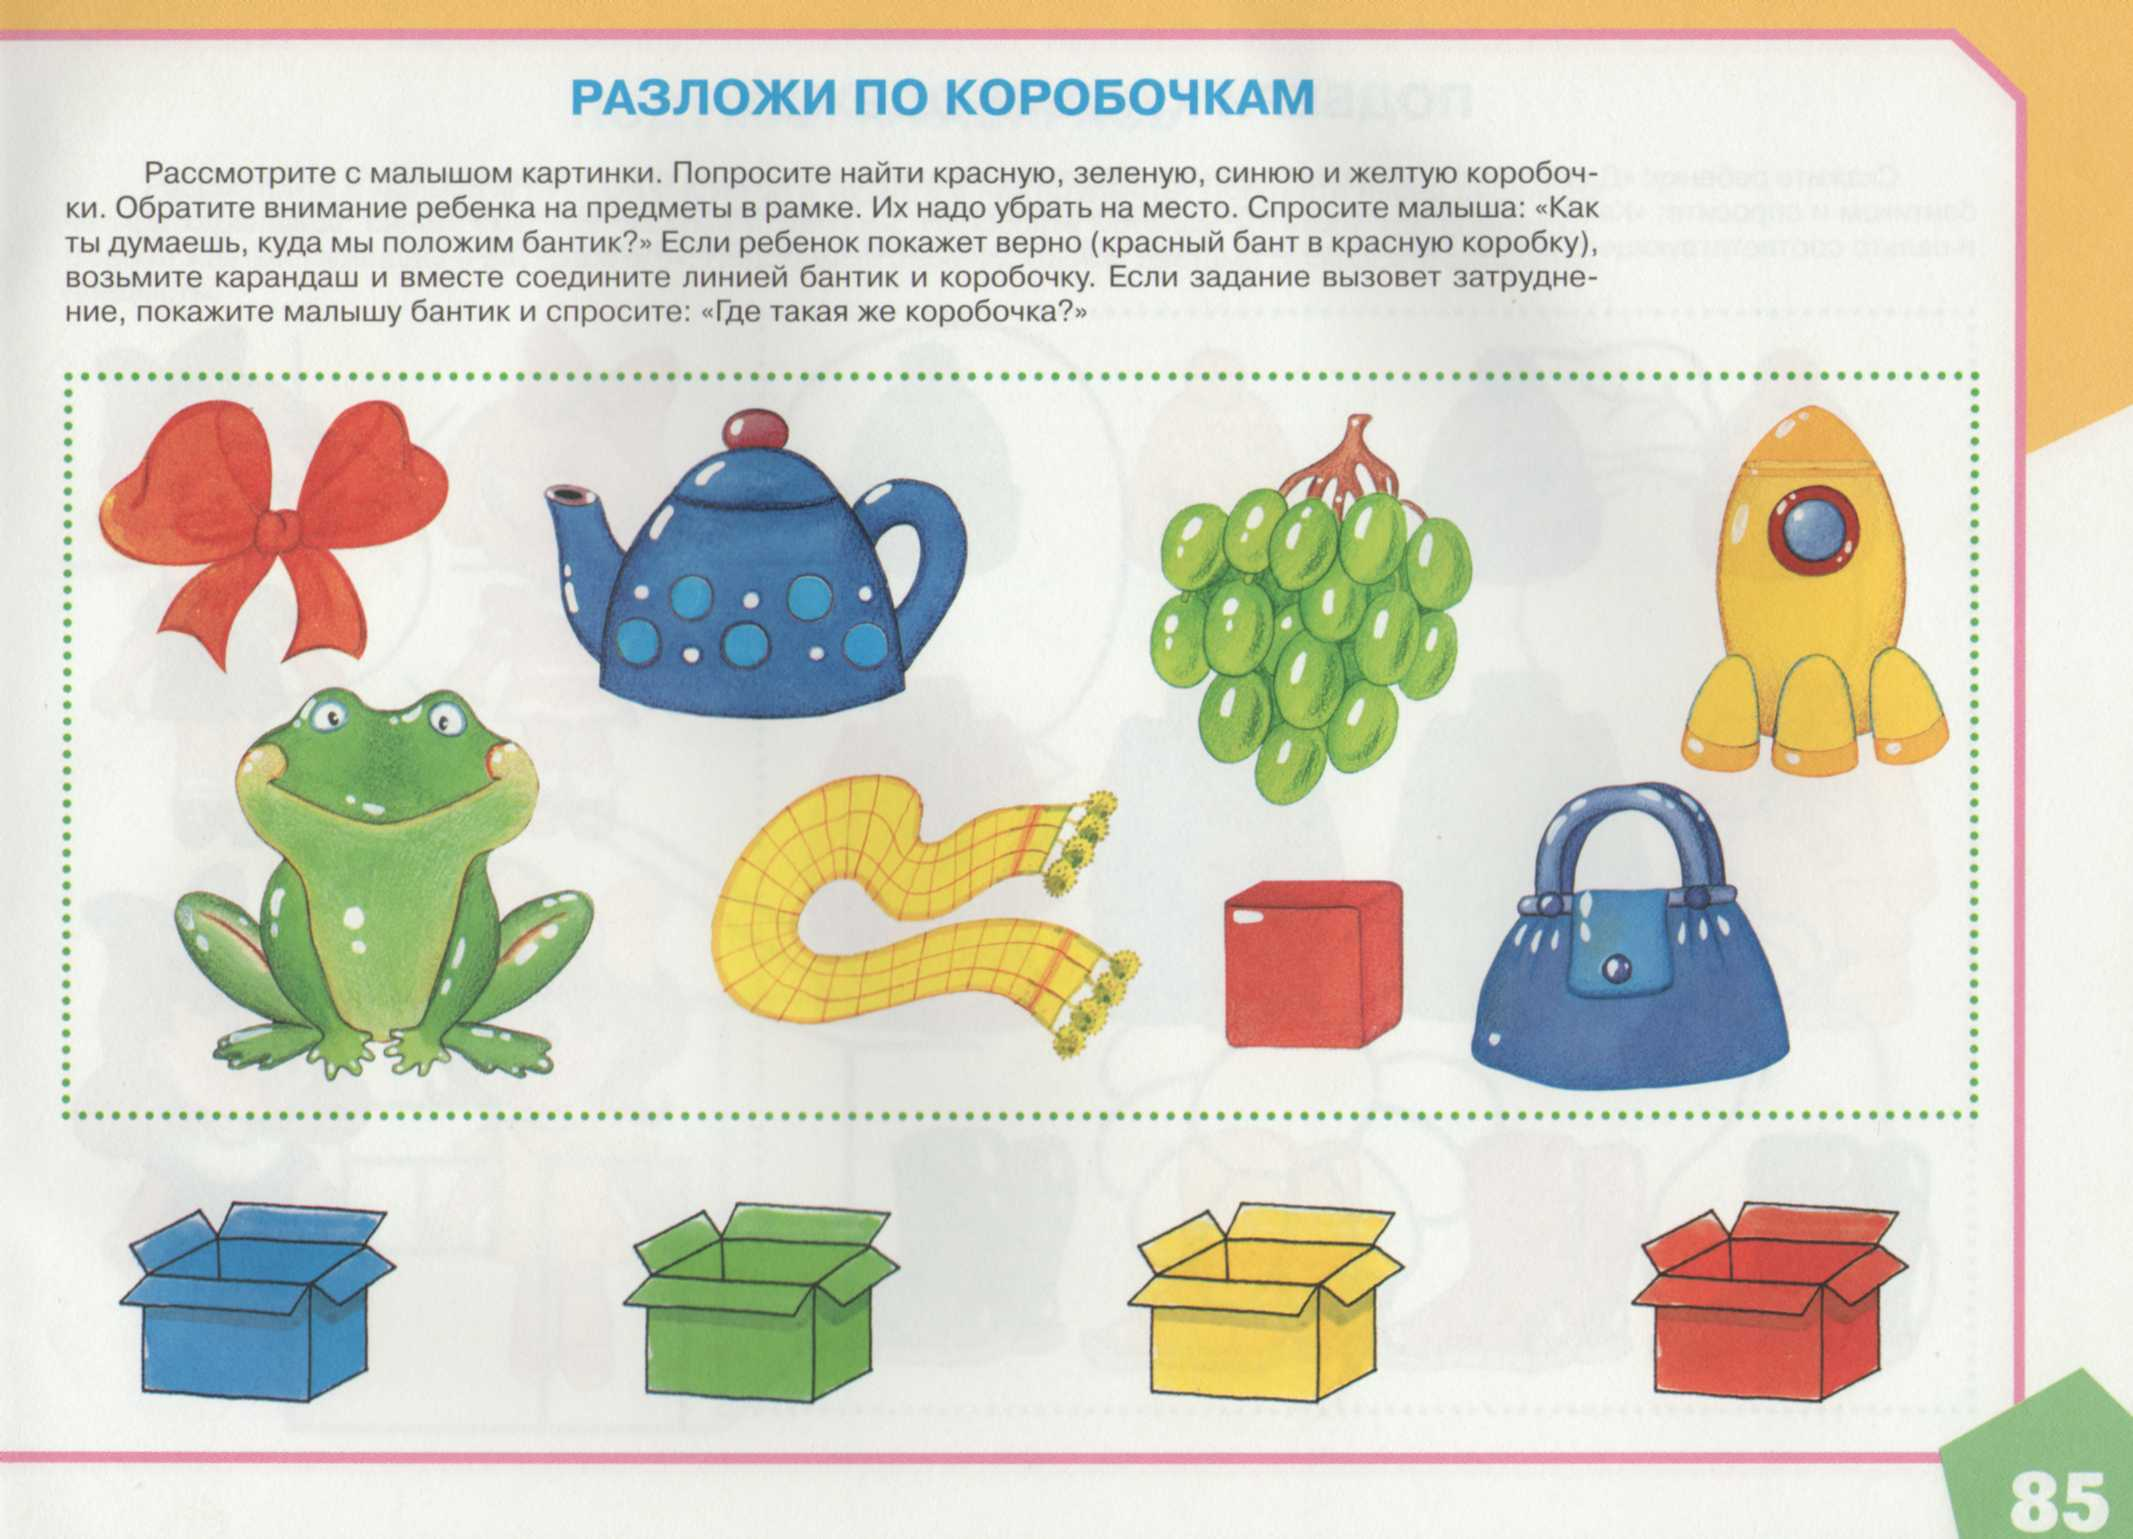 РАЗЛОЖИ ПО КОРОБОЧКАМ
Рассмотрите с малышом картинки. Попросите найти красную, зеленую, синюю и желтую коробоч-
ки. Обратите внимание ребенка на предметы в рамке. Их надо убрать на место. Спросите малыша: «Как
ты думаешь, куда мы положим бантик?» Если ребенок покажет верно (красный бант в красную коробку),
возьмите карандаш и вместе соедините линией бантик и коробочку. Если задание вызовет затрудне-
ние, покажите малышу бантик и спросите: «Где такая же коробочка?»
85